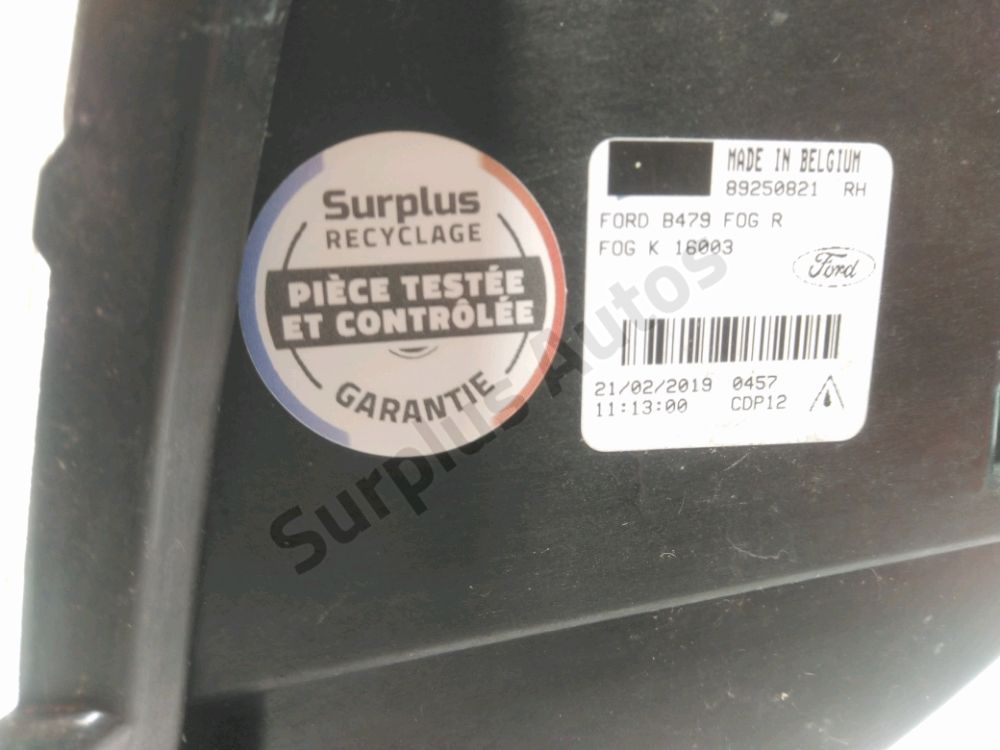 Surplus
RECYCLAGE
PIÈCE TESTÉE
ET CONTRÔLÉE
GARANTIE
MADE IN BELGIUM
89250821 RH
FORD B479 FOG R
FOG K 16003
Ford
21/02/2019 0457
11:13:00 CDP12
Surplus Autos